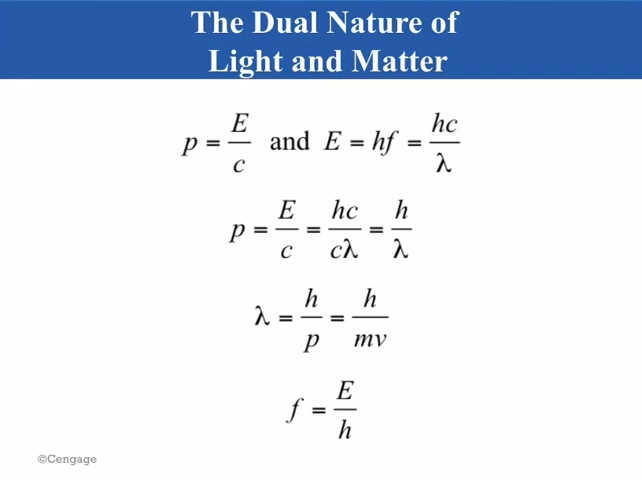 The Dual Nature of
Light and Matter
p = E/c and E = hf = hc/λ
p = E/c = hc/cλ = h/λ
λ = h/p = h/mv
f = E/h
©Cengage